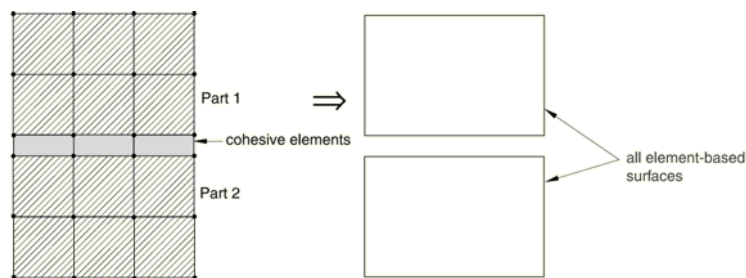 Part 1
cohesive elements
Part 2
all element-based
surfaces